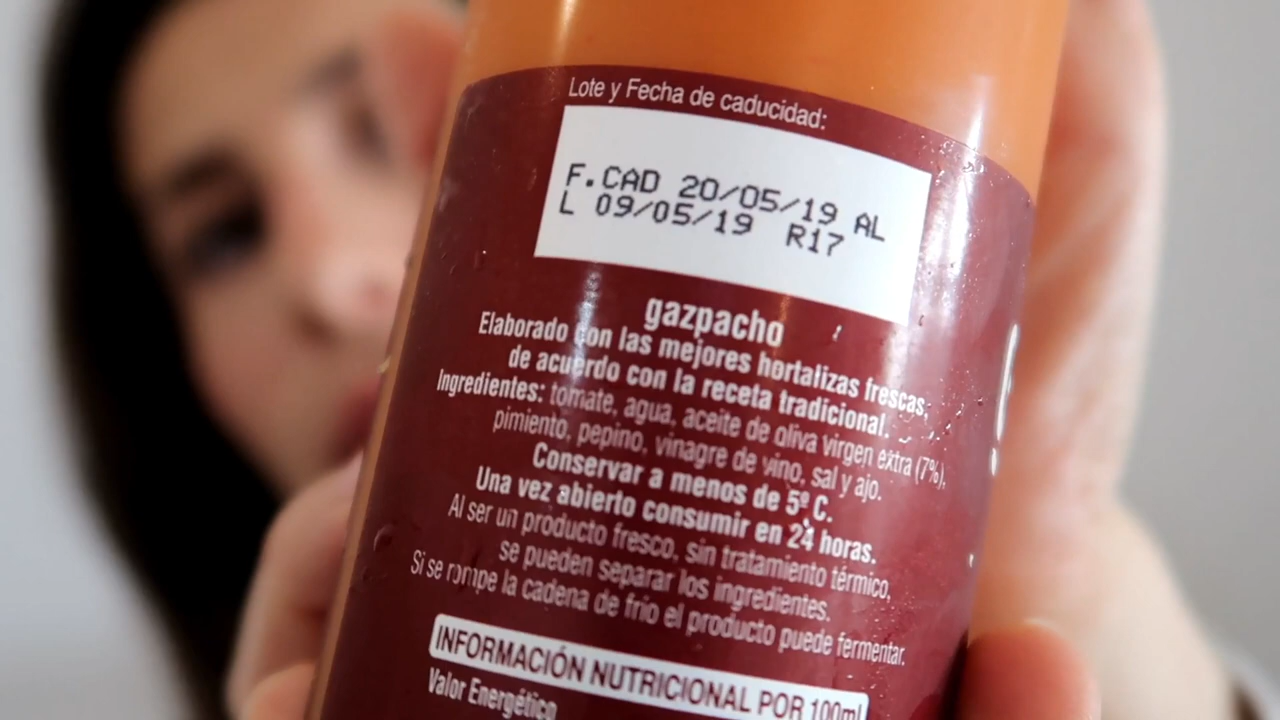 Lote y Fecha de caducidad:
F.CAD 20/05/19 AL
L 09/05/19 R17
gazpacho
Elaborado con las mejores hortalizas frescas,
de acuerdo con la receta tradicional.
Ingredientes: tomate, agua, aceite de oliva virgen extra (7%),
pimiento, pepino, vinagre de vino, sal y ajo.
Conservar a menos de 5º C.
Una vez abierto consumir en 24 horas.
Al ser un producto fresco, sin tratamiento térmico,
se pueden separar los ingredientes.
Si se rompe la cadena de frio el producto puede fermentar.
INFORMACIÓN NUTRICIONAL POR 100ml
Valor Energético